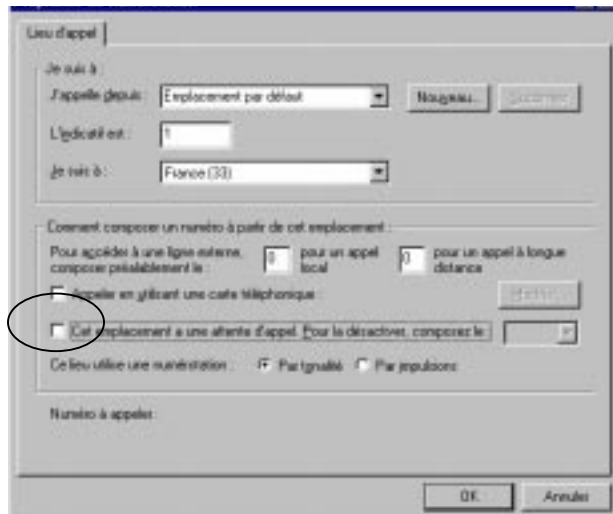 Lieu d'appel
Je suis à :
J'appelle depuis : Emplacement par défaut Nouveau... Supprimer
L'indicatif est : 1
Je suis à : France (33)
Comment composer un numéro à partir de cet emplacement :
Pour accéder à une ligne externe, composer préalablement le : 0 pour un appel local 0 pour un appel à longue distance
Appeler en utilisant une carte téléphonique :
Cet emplacement a une attente d'appel. Pour la désactiver, composez le :
Ce lieu utilise une numérotation : Par tonalité Par impulsions
Numéro à appeler :
OK Annuler